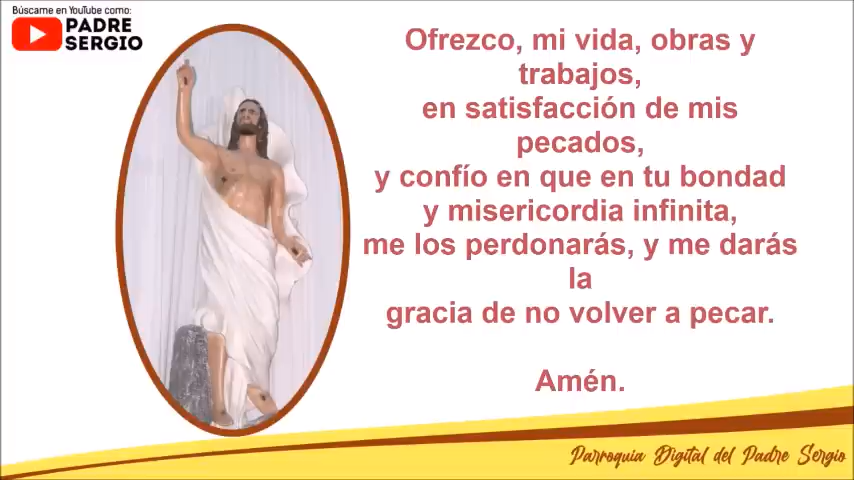 Búscame en YouTube como:
PADRE
SERGIO
Ofrezco, mi vida, obras y
trabajos,
en satisfacción de mis
pecados,
y confío en que en tu bondad
y misericordia infinita,
me los perdonarás, y me darás
la
gracia de no volver a pecar.
Amén.
Parroquia Digital del Padre Sergio